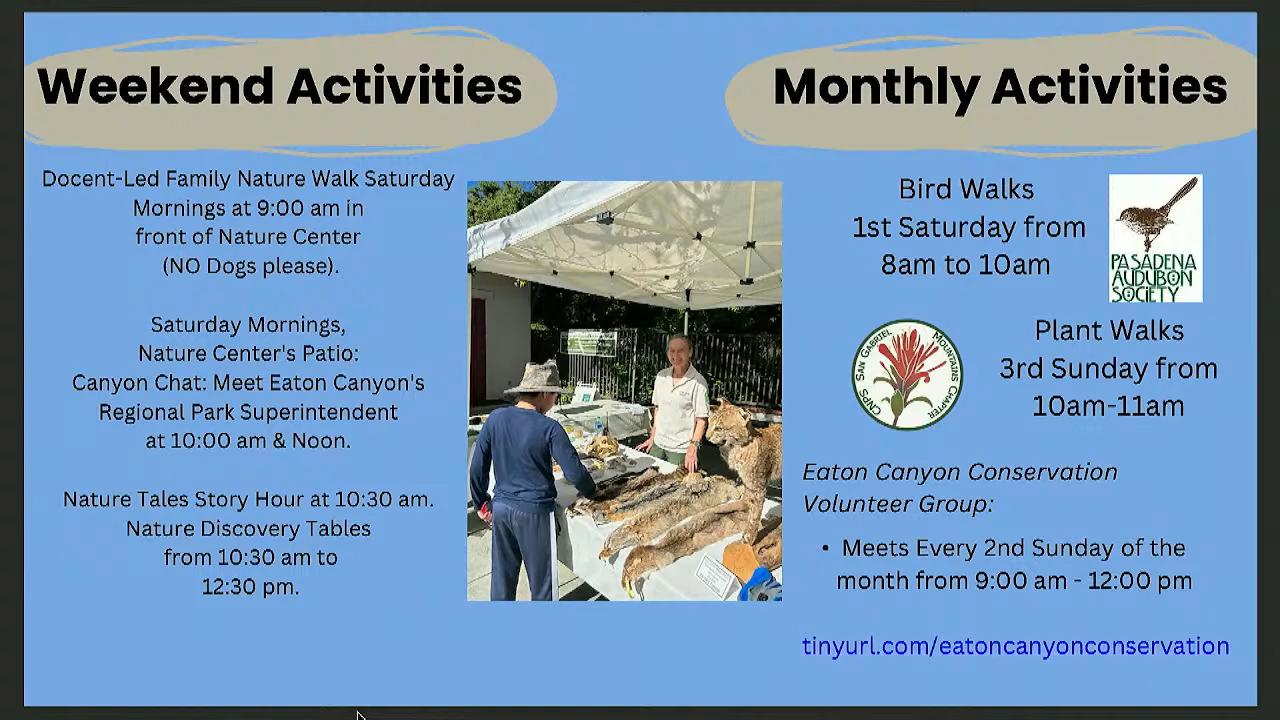 Weekend Activities
Docent-Led Family Nature Walk Saturday
Mornings at 9:00 am in
front of Nature Center
(NO Dogs please).
Saturday Mornings,
Nature Center's Patio:
Canyon Chat: Meet Eaton Canyon's
Regional Park Superintendent
at 10:00 am & Noon.
Nature Tales Story Hour at 10:30 am.
Nature Discovery Tables
from 10:30 am to
12:30 pm.
Monthly Activities
Bird Walks
1st Saturday from
8am to 10am
PASADENA
AUDUBON
SOCIETY
CNPS SAN GABRIEL MOUNTAINS CHAPTER
Plant Walks
3rd Sunday from
10am-11am
Eaton Canyon Conservation
Volunteer Group:
• Meets Every 2nd Sunday of the
month from 9:00 am - 12:00 pm
tinyurl.com/eatoncanyonconservation